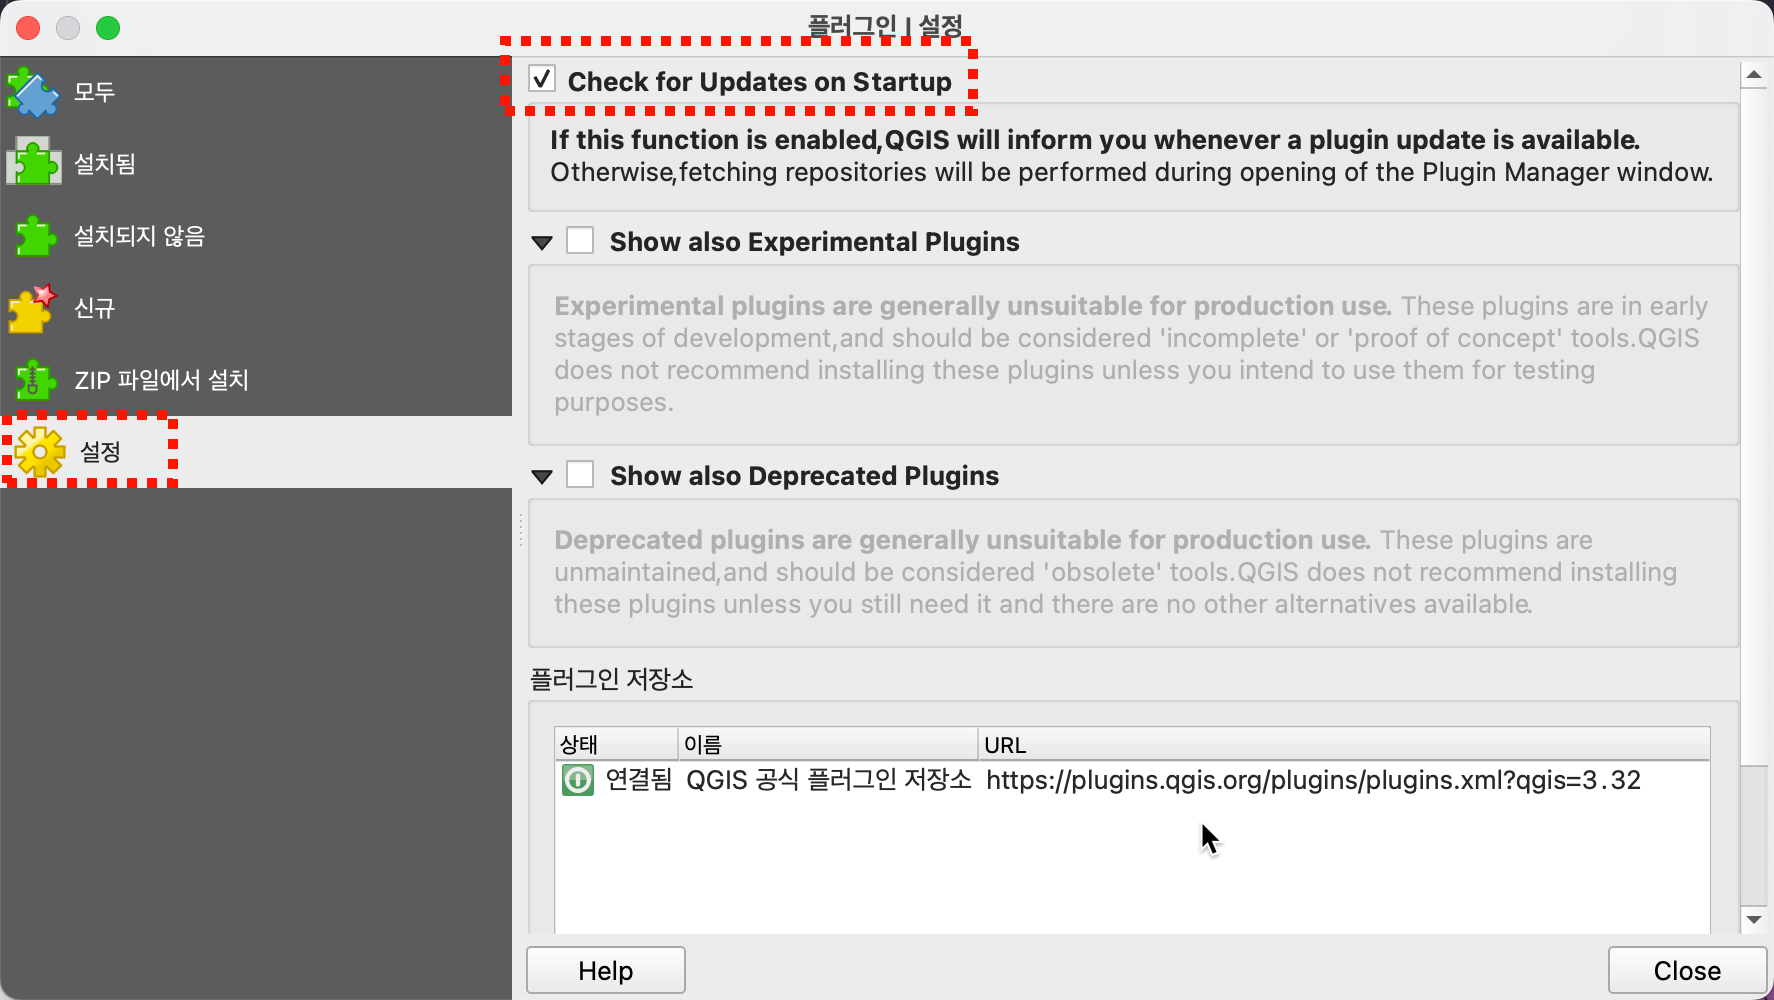 플러그인 | 설정
모두
설치됨
설치되지 않음
신규
ZIP 파일에서 설치
설정
Check for Updates on Startup
If this function is enabled,QGIS will inform you whenever a plugin update is available.
Otherwise,fetching repositories will be performed during opening of the Plugin Manager window.
Show also Experimental Plugins
Experimental plugins are generally unsuitable for production use. These plugins are in early
stages of development,and should be considered 'incomplete' or 'proof of concept' tools.QGIS
does not recommend installing these plugins unless you intend to use them for testing
purposes.
Show also Deprecated Plugins
Deprecated plugins are generally unsuitable for production use. These plugins are
unmaintained,and should be considered 'obsolete' tools.QGIS does not recommend installing
these plugins unless you still need it and there are no other alternatives available.
플러그인 저장소
상태 이름 URL
연결됨 QGIS 공식 플러그인 저장소 https://plugins.qgis.org/plugins/plugins.xml?qgis=3.32
Help Close